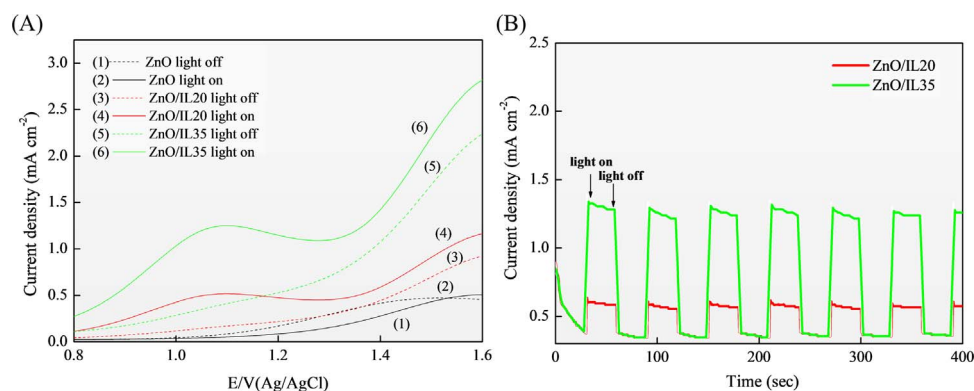 (A)
(1) ZnO light off
(2) ZnO light on
(3) ZnO/IL20 light off
(4) ZnO/IL20 light on
(5) ZnO/IL35 light off
(6) ZnO/IL35 light on
(6)
(5)
(4)
(3)
(2)
(1)
3.0
2.5
2.0
1.5
1.0
0.5
0.0
Current density (mA cm-2)
0.8 1.0 1.2 1.4 1.6
E/V(Ag/AgCl)
(B)
ZnO/IL20
ZnO/IL35
light on
light off
2.5
2.0
1.5
1.0
0.5
Current density (mA cm-2)
0 100 200 300 400
Time (sec)